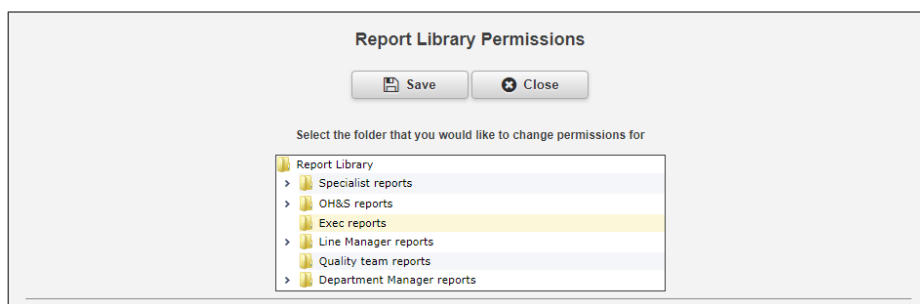 Report Library Permissions
Save
Close
Select the folder that you would like to change permissions for
Report Library
Specialist reports
OH&S reports
Exec reports
Line Manager reports
Quality team reports
Department Manager reports